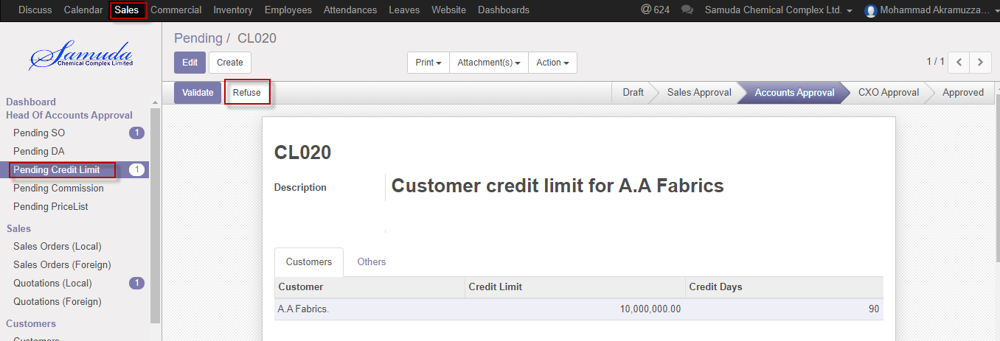 Discuss Calendar Sales Commercial Inventory Employees Attendances Leaves Website Dashboards @ 624 Samuda Chemical Complex Ltd. Mohammad Akramuzza...
Samuda
Chemical Complex Limited
Pending / CL020
Edit Create Print Attachment(s) Action 1 / 1
Validate Refuse Draft Sales Approval Accounts Approval CXO Approval Approved
Dashboard
Head Of Accounts Approval
Pending SO 1
Pending DA
Pending Credit Limit 1
Pending Commission
Pending PriceList
Sales
Sales Orders (Local)
Sales Orders (Foreign)
Quotations (Local) 1
Quotations (Foreign)
Customers
Customers
CL020
Description Customer credit limit for A.A Fabrics
Customers Others
Customer Credit Limit Credit Days
A.A Fabrics. 10,000,000.00 90